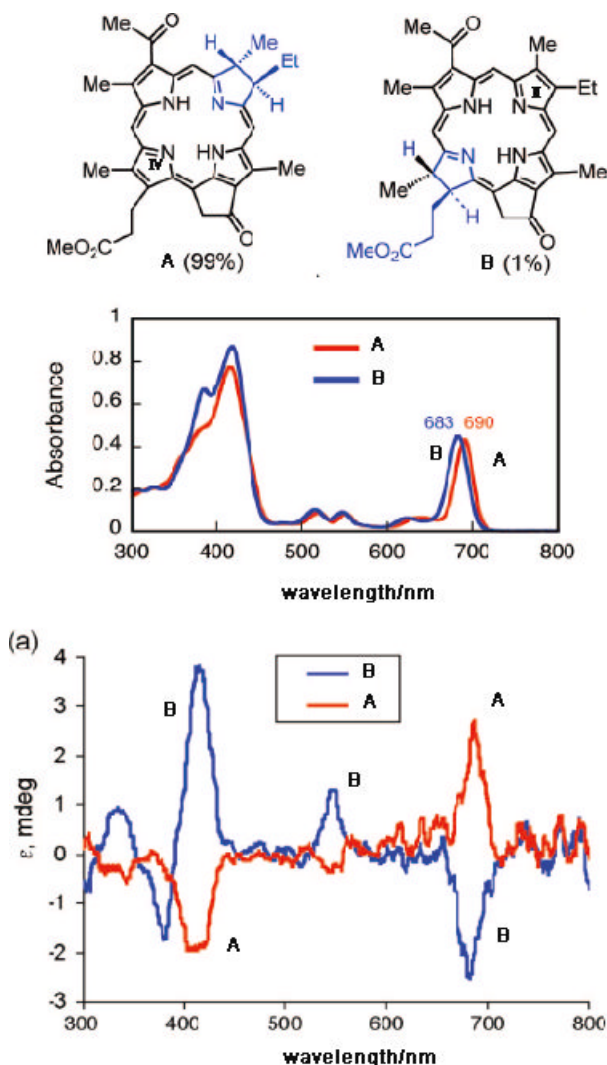 Me O H Me Et
Me NH N H
IV N HN
Me Me
MeO₂C O
A (99%)
Me O Me
Me NH N II Et
H N HN
Me H Me
MeO₂C O
B (1%)
Absorbance
1
0.8
0.6
0.4
0.2
0
A
B
683 690
B A
300 400 500 600 700 800
wavelength/nm
(a)
ε, mdeg
4
3
2
1
0
-1
-2
-3
B
A
B
A
B
A
B
300 400 500 600 700 800
wavelength/nm